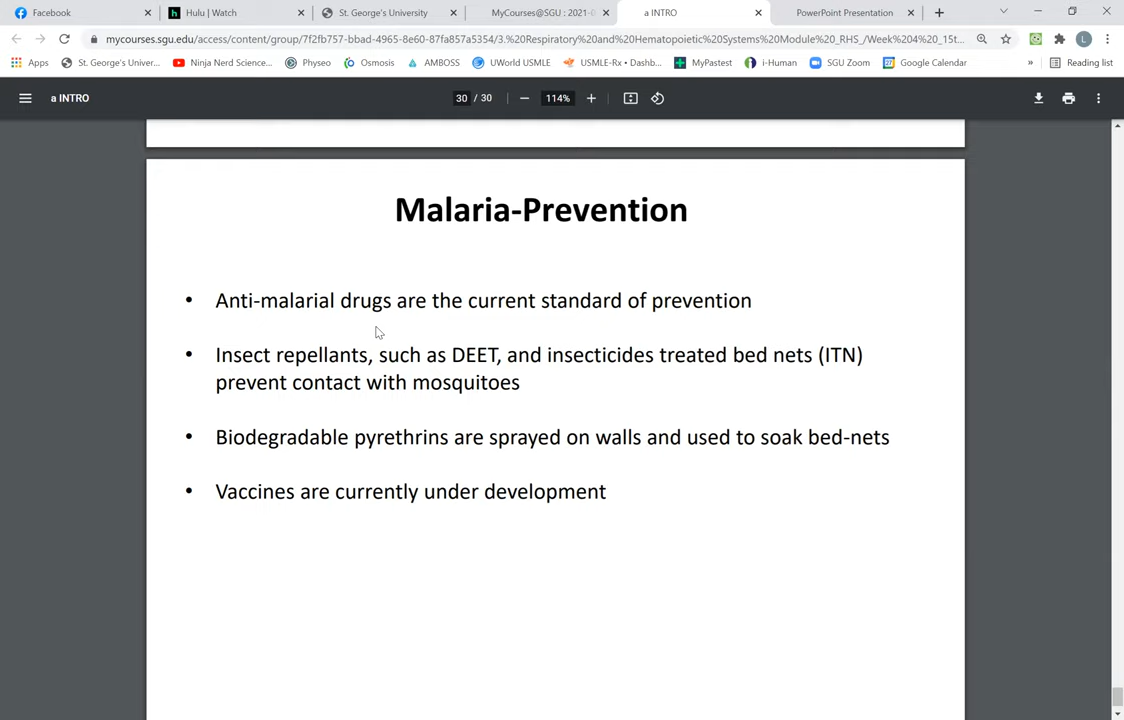 Facebook
Hulu | Watch
St. George's University
MyCourses@SGU : 2021-
a INTRO
PowerPoint Presentation
mycourses.sgu.edu/access/content/group/7f2fb757-bbad-4965-8e60-87fa857a5354/3.%20Respiratory%20and%20Hematopoietic%20Systems%20Module%20_RHS_/Week%204%20_15t...
Apps
St. George's Univer...
Ninja Nerd Science...
Physeo
Osmosis
AMBOSS
UWorld USMLE
USMLE-Rx • Dashb...
MyPastest
i-Human
SGU Zoom
Google Calendar
»
Reading list
a INTRO
30 / 30
114%
Malaria-Prevention
• Anti-malarial drugs are the current standard of prevention
• Insect repellants, such as DEET, and insecticides treated bed nets (ITN)
prevent contact with mosquitoes
• Biodegradable pyrethrins are sprayed on walls and used to soak bed-nets
• Vaccines are currently under development